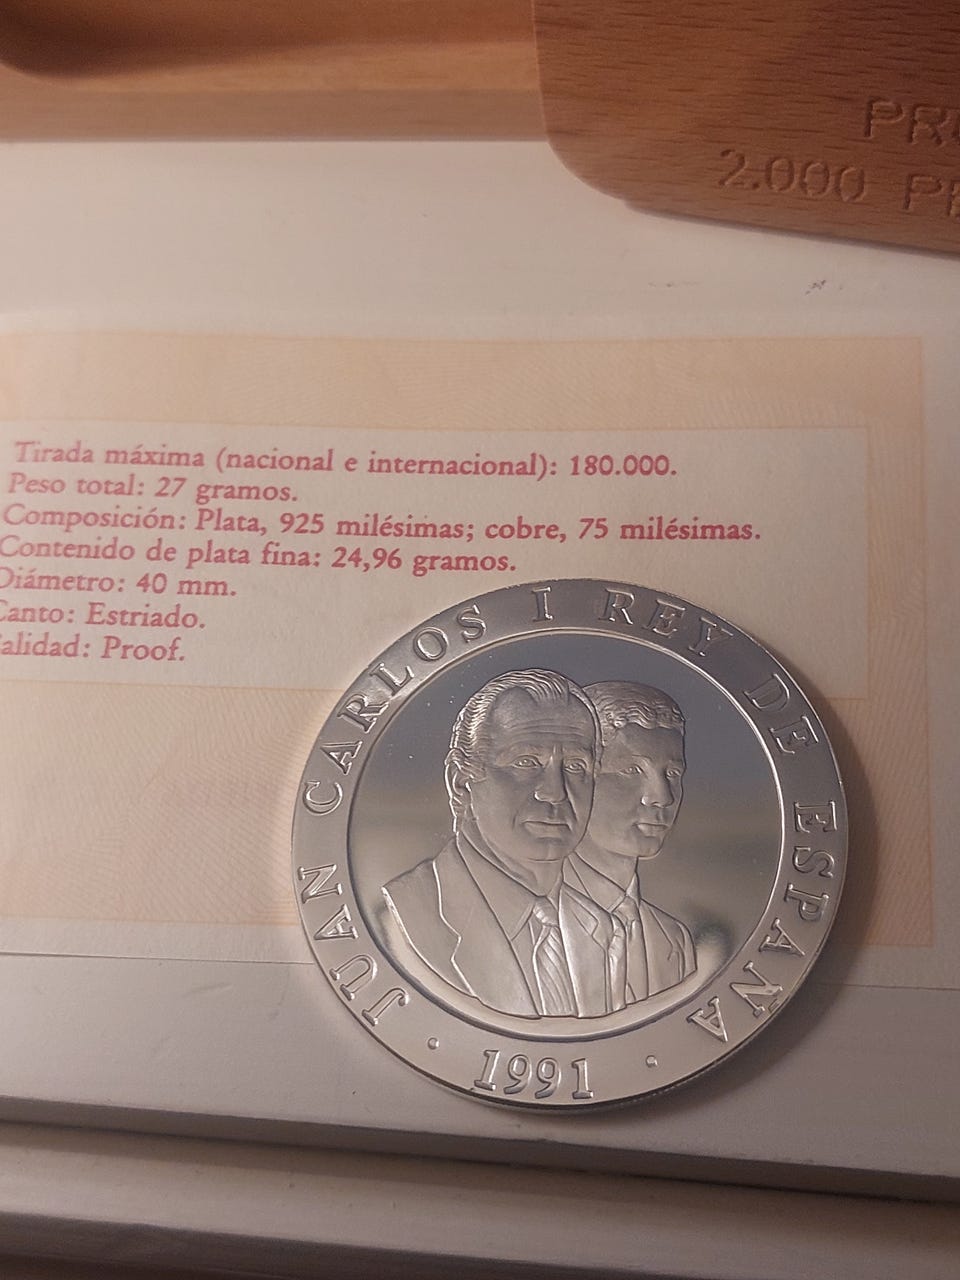 2.000
Tirada máxima (nacional e internacional): 180.000.
Peso total: 27 gramos.
Composición: Plata, 925 milésimas; cobre, 75 milésimas.
Contenido de plata fina: 24,96 gramos.
Diámetro: 40 mm.
Canto: Estriado.
alidad: Proof.
JUAN CARLOS I REY DE ESPAÑA
· 1991 ·